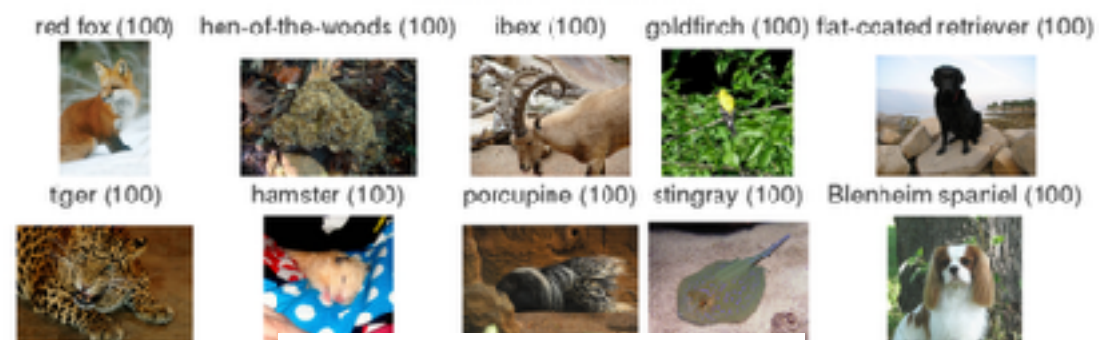 red fox (100) hen-of-the-woods (100) ibex (100) goldfinch (100) flat-coated retriever (100)
tiger (100) hamster (100) porcupine (100) stingray (100) Blenheim spaniel (100)